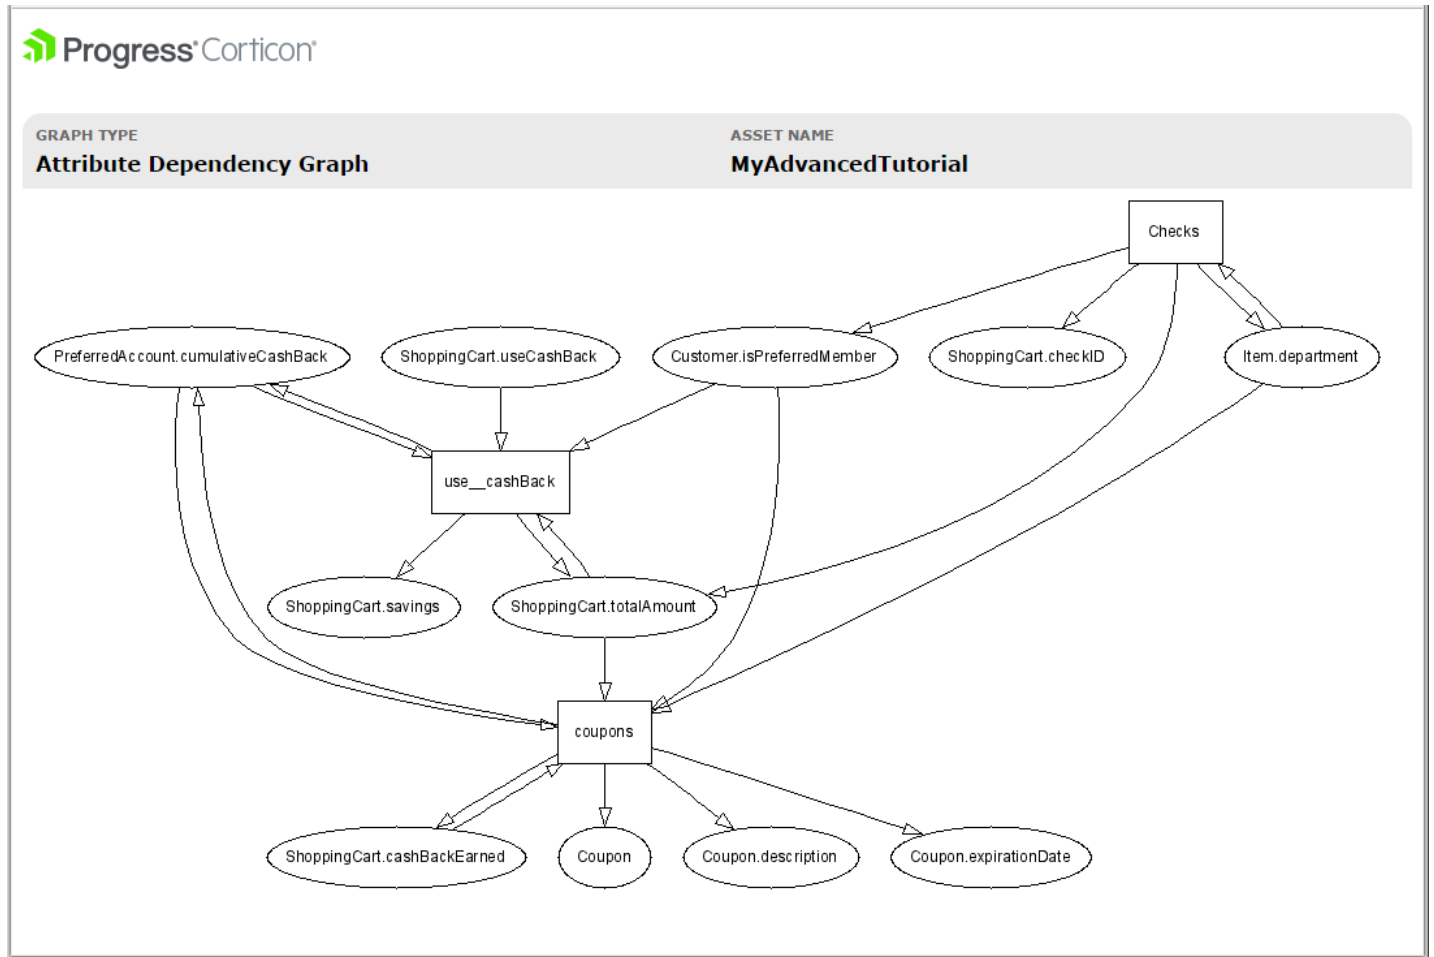 Progress Corticon
GRAPH TYPE
Attribute Dependency Graph
ASSET NAME
MyAdvancedTutorial
Checks
PreferredAccount.cumulativeCashBack
ShoppingCart.useCashBack
Customer.isPreferredMember
ShoppingCart.checkID
Item.department
use__cashBack
ShoppingCart.savings
ShoppingCart.totalAmount
coupons
ShoppingCart.cashBackEarned
Coupon
Coupon.description
Coupon.expirationDate